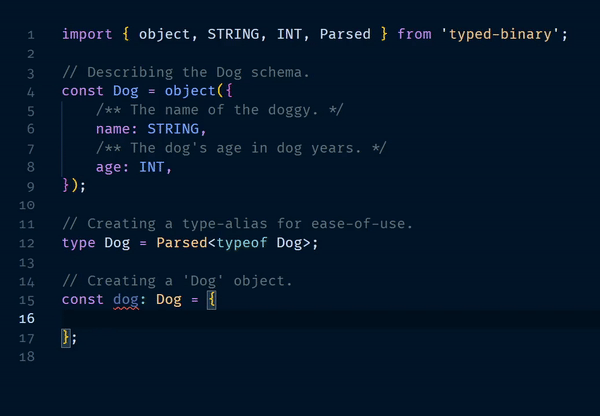 1 import { object, STRING, INT, Parsed } from 'typed-binary';
2
3 // Describing the Dog schema.
4 const Dog = object({
5 /** The name of the doggy. */
6 name: STRING,
7 /** The dog's age in dog years. */
8 age: INT,
9 });
10
11 // Creating a type-alias for ease-of-use.
12 type Dog = Parsed<typeof Dog>;
13
14 // Creating a 'Dog' object.
15 const dog: Dog = {
16
17 };
18